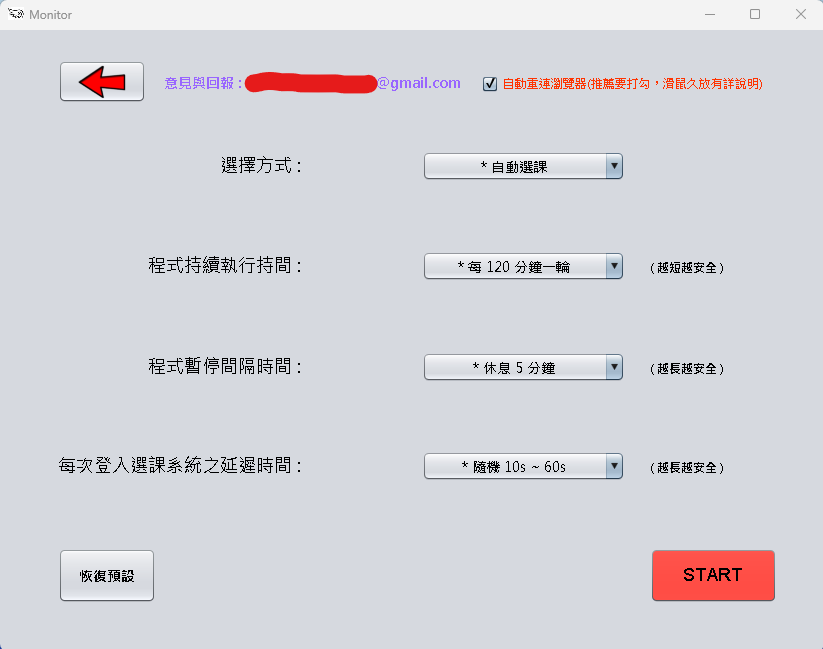 Monitor
意見與回報 : @gmail.com
自動重連瀏覽器(推薦要打勾，滑鼠久放有詳說明)
選擇方式 :
* 自動選課
程式持續執行持間 :
* 每 120 分鐘一輪
( 越短越安全 )
程式暫停間隔時間 :
* 休息 5 分鐘
( 越長越安全 )
每次登入選課系統之延遲時間 :
* 隨機 10s ~ 60s
( 越長越安全 )
恢復預設
START